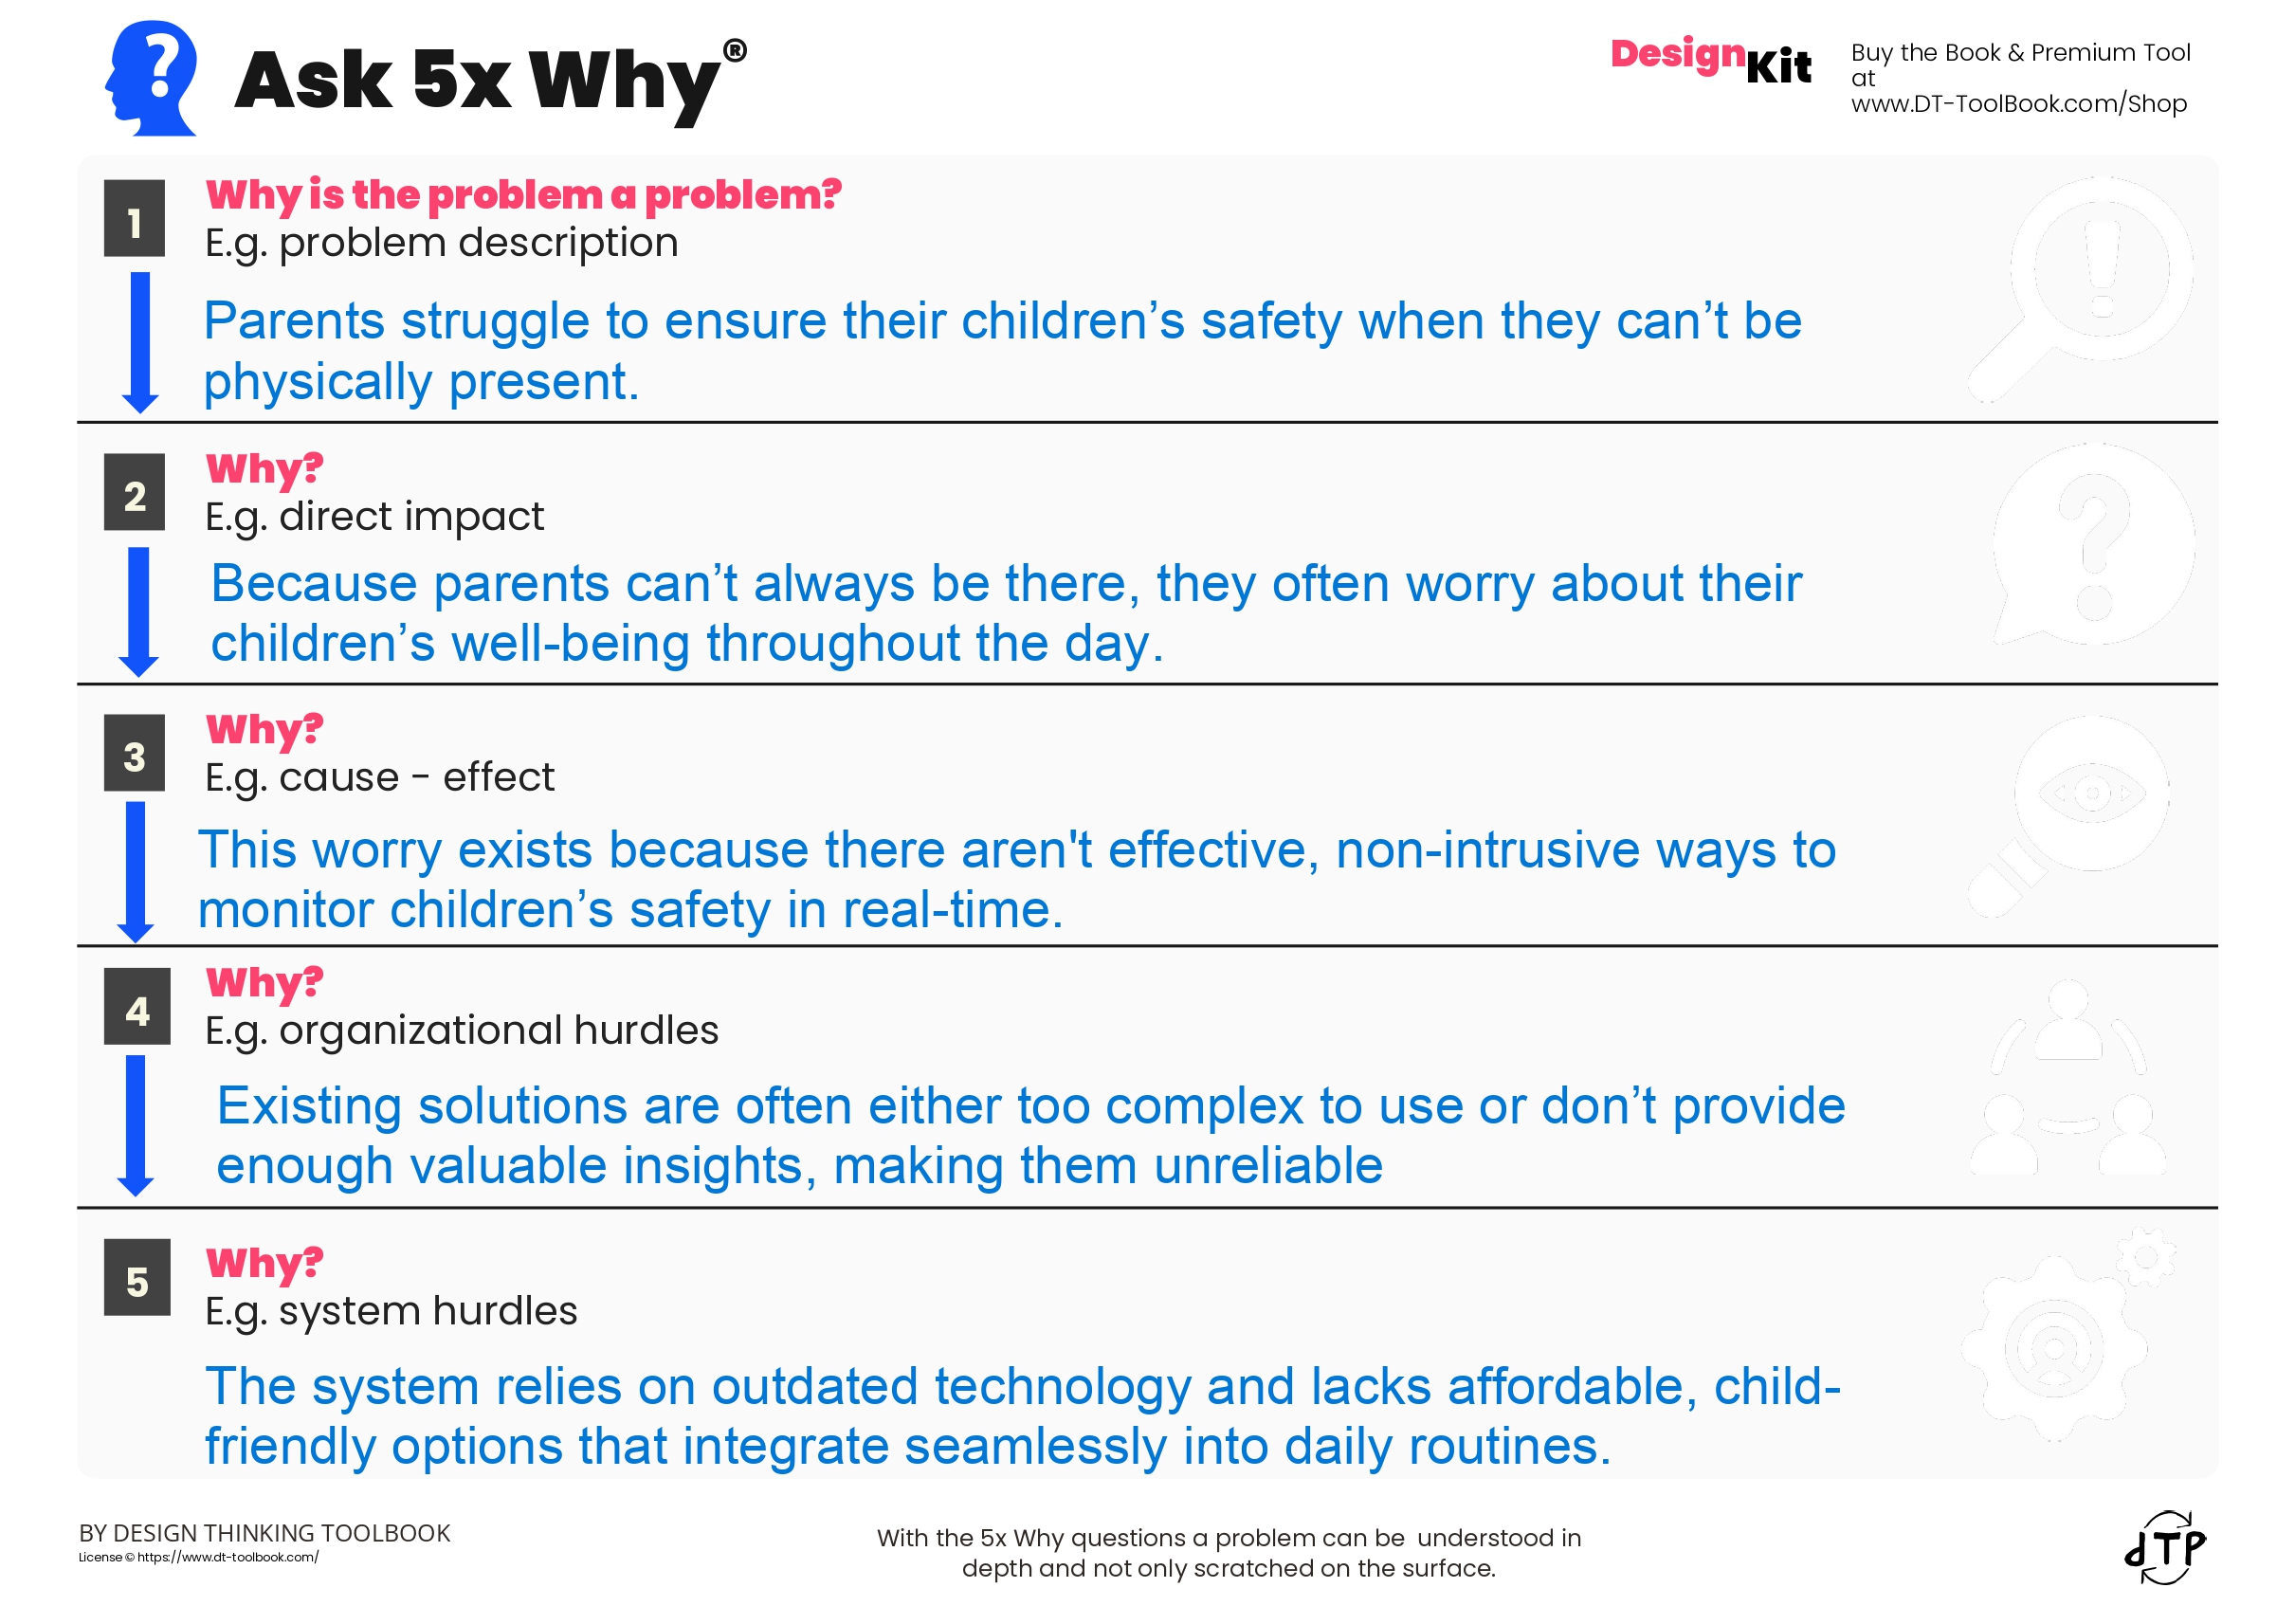 ?
Ask 5x Why®
DesignKit
Buy the Book & Premium Tool
at
www.DT-ToolBook.com/Shop
1
Why is the problem a problem?
E.g. problem description
Parents struggle to ensure their children’s safety when they can’t be
physically present.
2
Why?
E.g. direct impact
Because parents can’t always be there, they often worry about their
children’s well-being throughout the day.
3
Why?
E.g. cause - effect
This worry exists because there aren't effective, non-intrusive ways to
monitor children’s safety in real-time.
4
Why?
E.g. organizational hurdles
Existing solutions are often either too complex to use or don’t provide
enough valuable insights, making them unreliable
5
Why?
E.g. system hurdles
The system relies on outdated technology and lacks affordable, child-
friendly options that integrate seamlessly into daily routines.
BY DESIGN THINKING TOOLBOOK
License © https://www.dt-toolbook.com/
With the 5x Why questions a problem can be  understood in
depth and not only scratched on the surface.
dTP